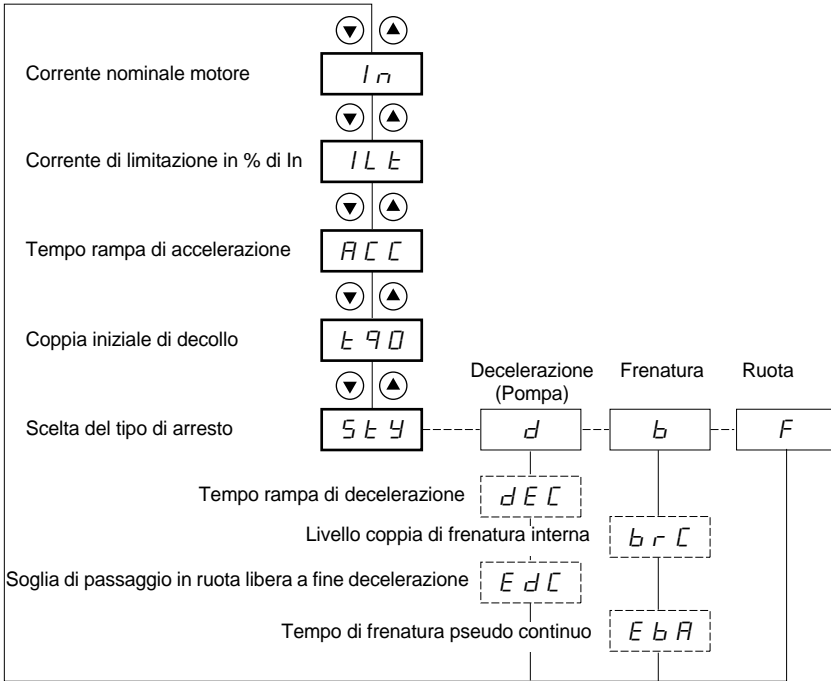 Corrente nominale motore
In
Corrente di limitazione in % di In
ILt
Tempo rampa di accelerazione
ACC
Coppia iniziale di decollo
tq0
Decelerazione
(Pompa)
Frenatura
Ruota
Scelta del tipo di arresto
StY
d
b
F
Tempo rampa di decelerazione
dEC
Livello coppia di frenatura interna
brC
Soglia di passaggio in ruota libera a fine decelerazione
EdC
Tempo di frenatura pseudo continuo
EbA